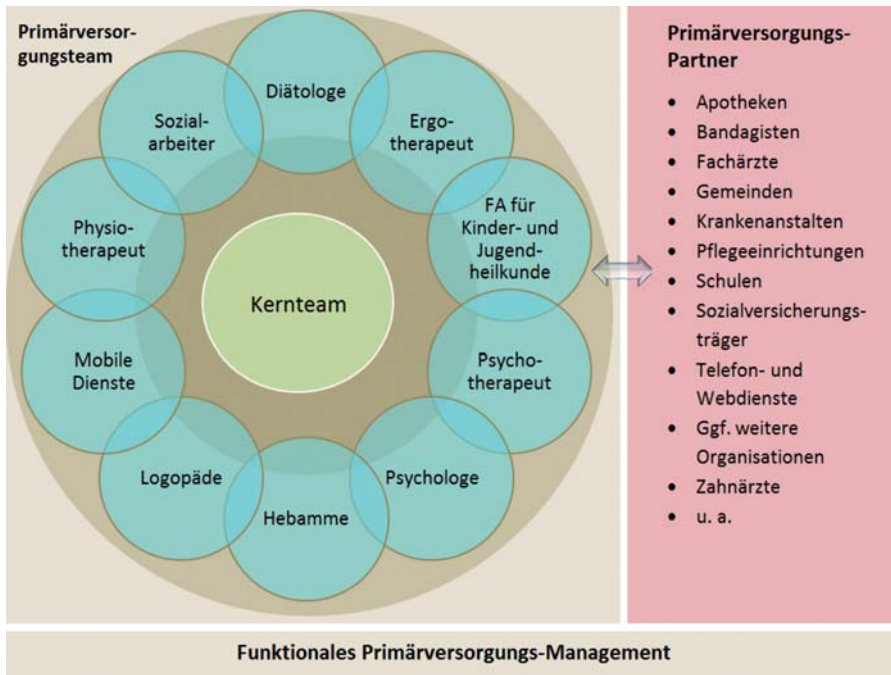 Primärversor-
gungsteam
Diätologe
Ergo-
therapeut
FA für
Kinder- und
Jugend-
heilkunde
Psycho-
therapeut
Psychologe
Hebamme
Logopäde
Mobile
Dienste
Physio-
therapeut
Sozial-
arbeiter
Kernteam
Primärversorgungs-
Partner
• Apotheken
• Bandagisten
• Fachärzte
• Gemeinden
• Krankenanstalten
• Pflegeeinrichtungen
• Schulen
• Sozialversicherungs-
träger
• Telefon- und
Webdienste
• Ggf. weitere
Organisationen
• Zahnärzte
• u. a.
Funktionales Primärversorgungs-Management